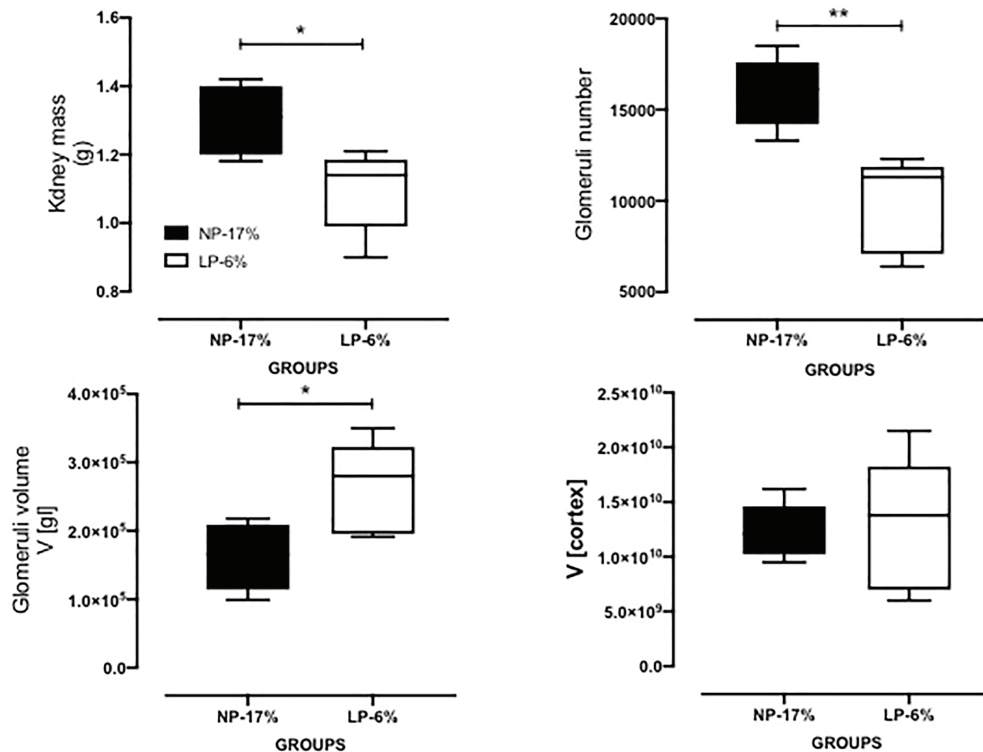 Kdney mass
(g)
1.6
1.4
1.2
1.0
0.8
*
NP-17%
LP-6%
NP-17%
LP-6%
GROUPS
Glomeruli number
20000
15000
10000
5000
**
NP-17%
LP-6%
GROUPS
Glomeruli volume
V [gl]
4.0×10⁵
3.0×10⁵
2.0×10⁵
1.0×10⁵
0.0
*
NP-17%
LP-6%
GROUPS
V [cortex]
2.5×10¹⁰
2.0×10¹⁰
1.5×10¹⁰
1.0×10¹⁰
5.0×10⁹
0.0
NP-17%
LP-6%
GROUPS